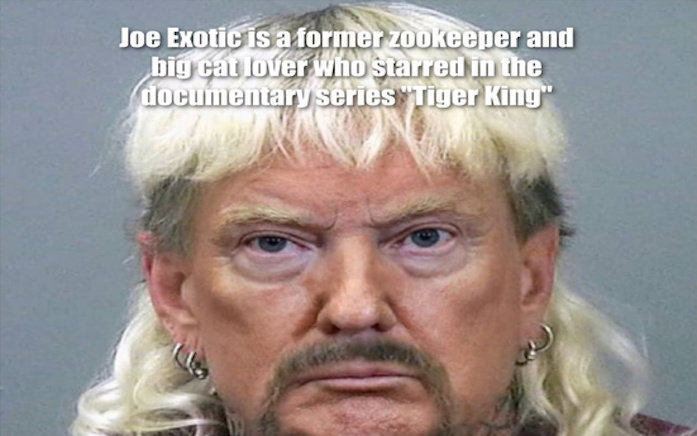 Joe Exotic is a former zookeeper and
big cat lover who starred in the
documentary series "Tiger King"